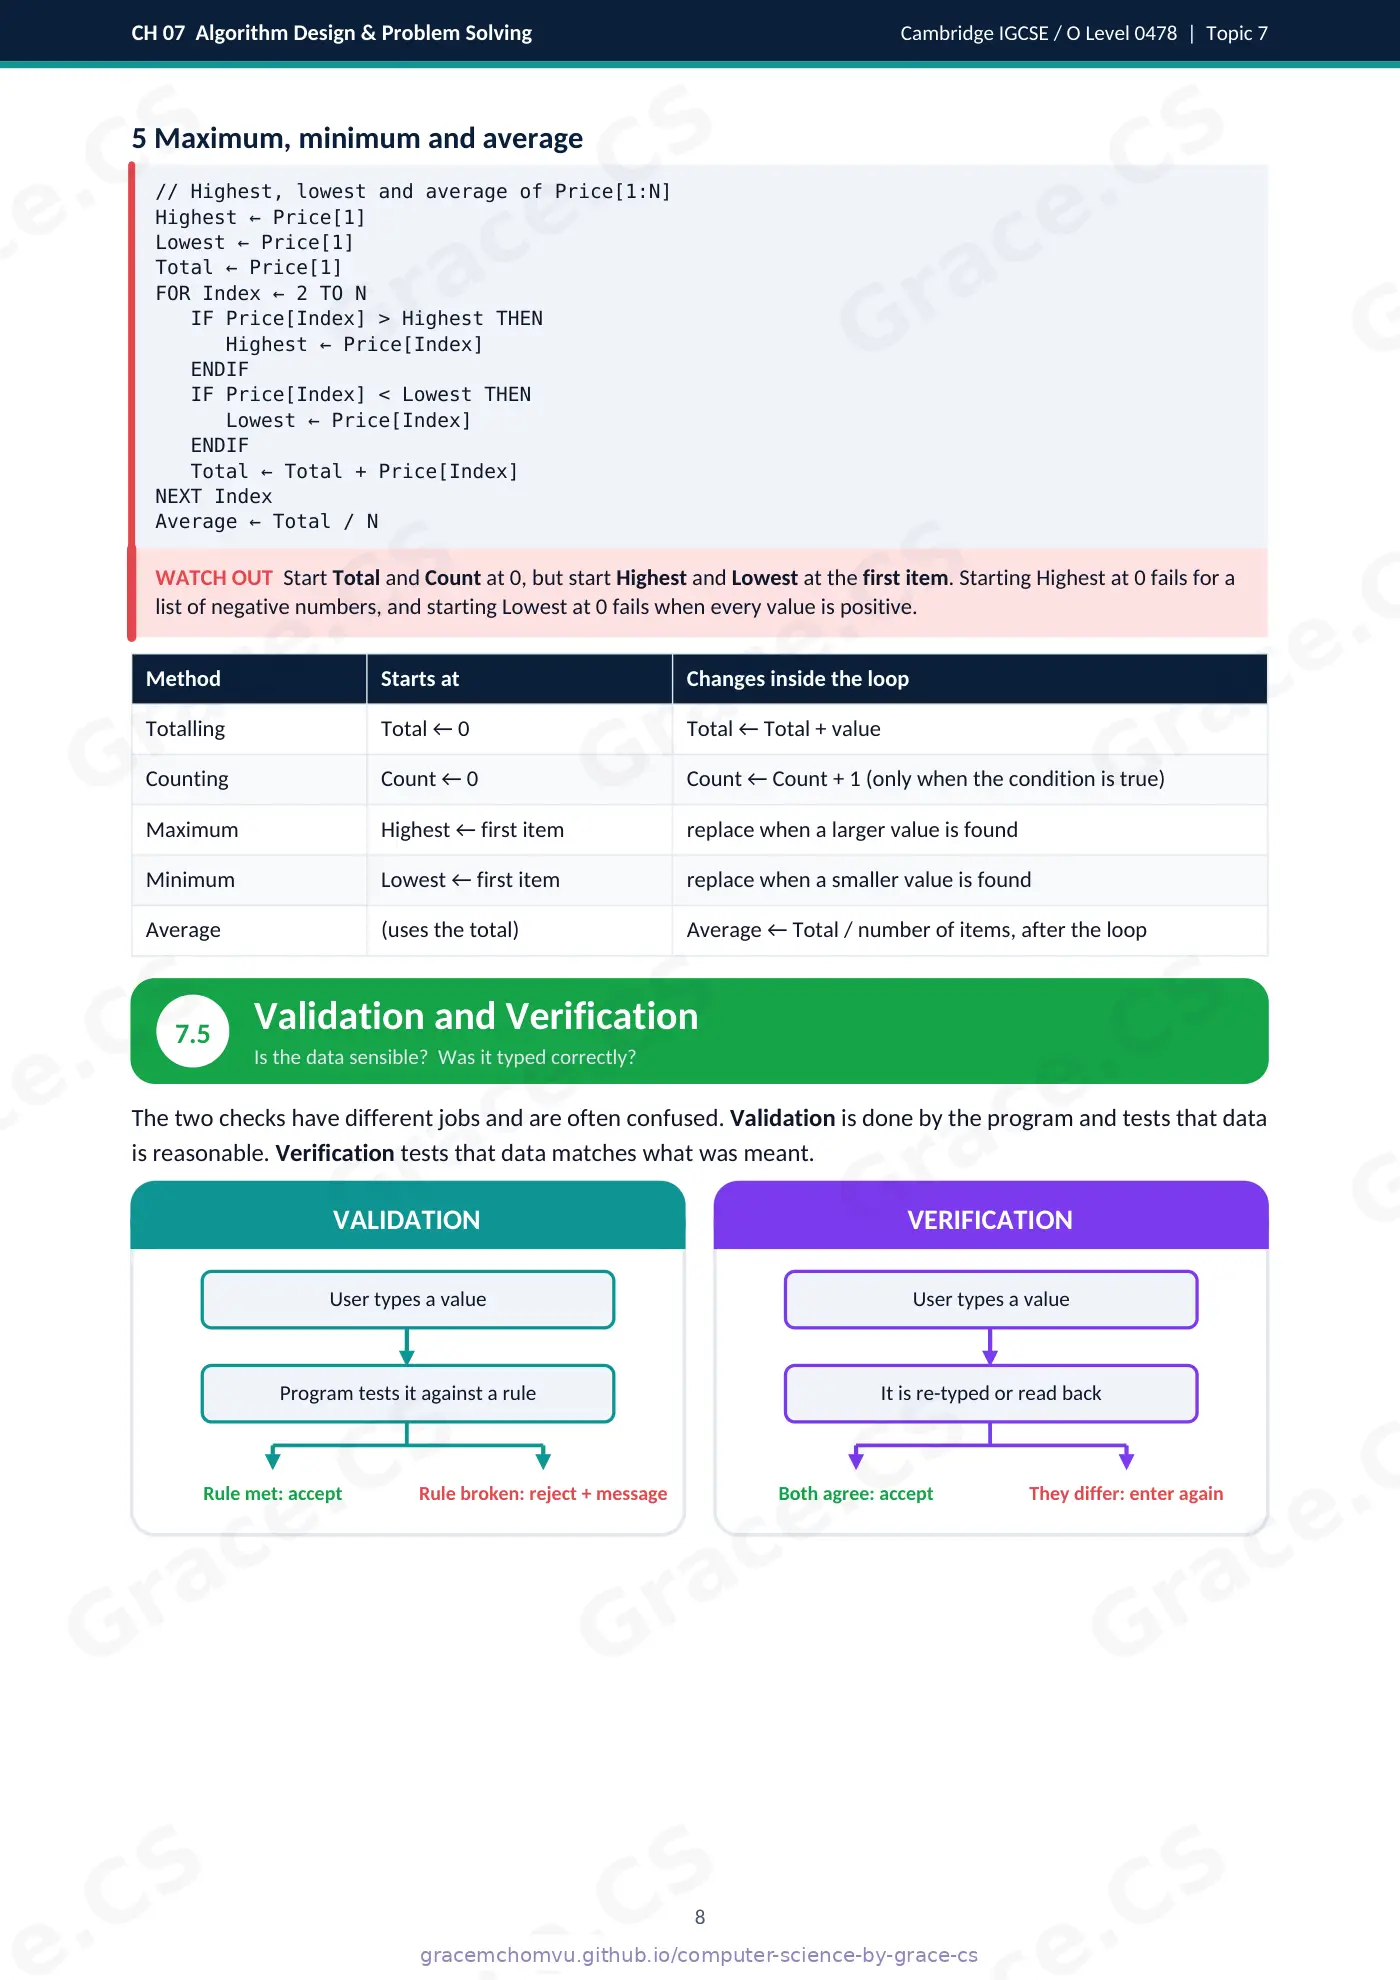 CH 07 Algorithm Design & Problem Solving
Cambridge IGCSE / O Level 0478 | Topic 7
5 Maximum, minimum and average
// Highest, lowest and average of Price[1:N]
Highest ← Price[1]
Lowest ← Price[1]
Total ← Price[1]
FOR Index ← 2 TO N
   IF Price[Index] > Highest THEN
      Highest ← Price[Index]
   ENDIF
   IF Price[Index] < Lowest THEN
      Lowest ← Price[Index]
   ENDIF
   Total ← Total + Price[Index]
NEXT Index
Average ← Total / N
WATCH OUT Start Total and Count at 0, but start Highest and Lowest at the first item. Starting Highest at 0 fails for a
list of negative numbers, and starting Lowest at 0 fails when every value is positive.
Method Starts at Changes inside the loop
Totalling Total ← 0 Total ← Total + value
Counting Count ← 0 Count ← Count + 1 (only when the condition is true)
Maximum Highest ← first item replace when a larger value is found
Minimum Lowest ← first item replace when a smaller value is found
Average (uses the total) Average ← Total / number of items, after the loop
7.5 Validation and Verification
Is the data sensible? Was it typed correctly?
The two checks have different jobs and are often confused. Validation is done by the program and tests that data
is reasonable. Verification tests that data matches what was meant.
VALIDATION
User types a value
Program tests it against a rule
Rule met: accept
Rule broken: reject + message
VERIFICATION
User types a value
It is re-typed or read back
Both agree: accept
They differ: enter again
8
gracemchomvu.github.io/computer-science-by-grace-cs
Grace.CS